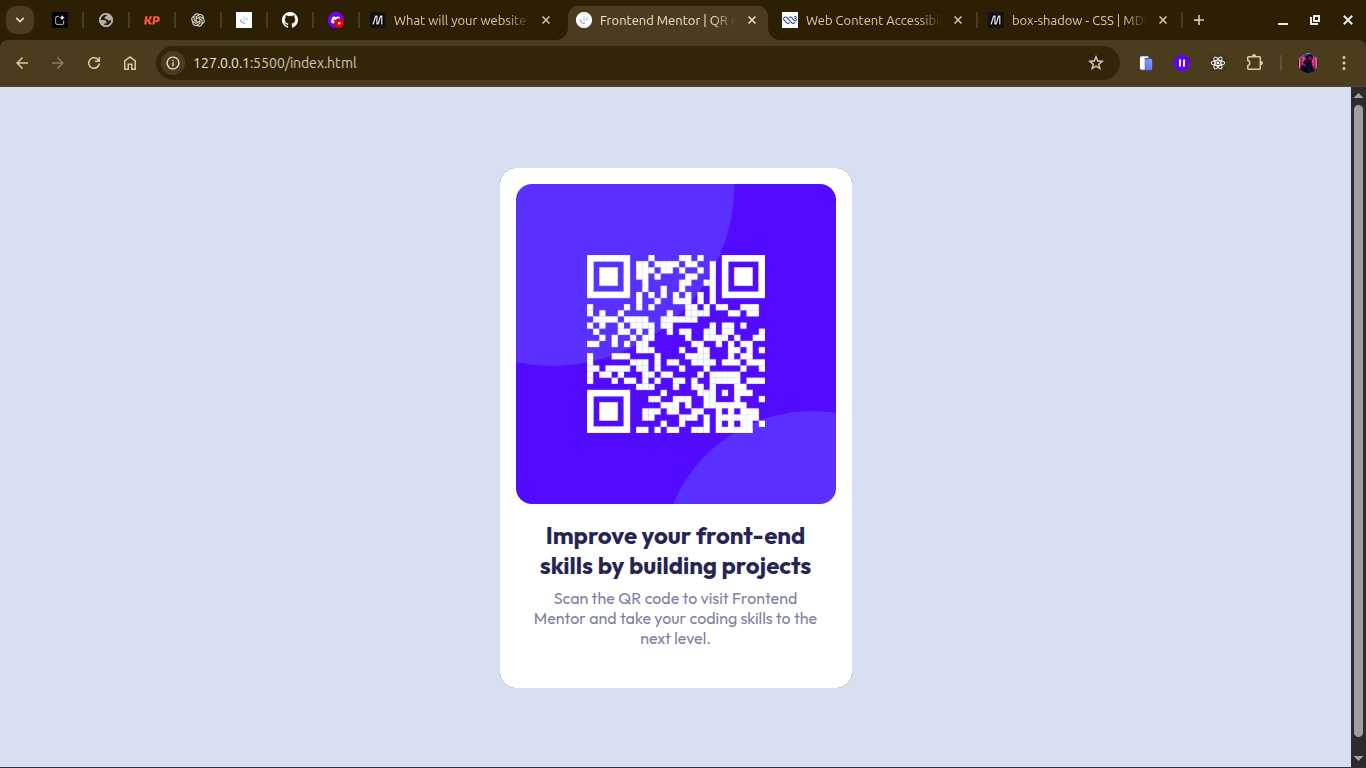 KP
What will your website
Frontend Mentor | QR c
Web Content Accessibi
box-shadow - CSS | MD
127.0.0.1:5500/index.html
Improve your front-end
skills by building projects
Scan the QR code to visit Frontend
Mentor and take your coding skills to the
next level.